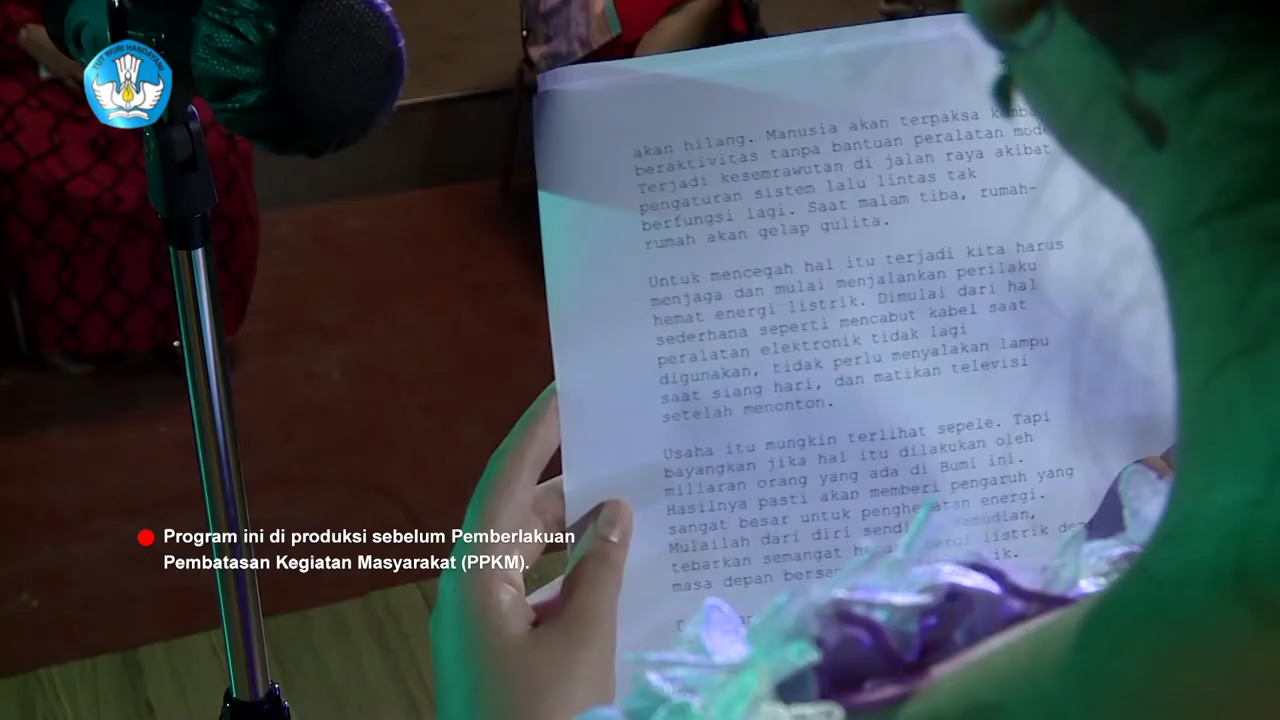 TUT WURI HANDAYANI
akan hilang. Manusia akan terpaksa
beraktivitas tanpa bantuan peralatan
Terjadi kesemrawutan di jalan raya akibat
pengaturan sistem lalu lintas tak
berfungsi lagi. Saat malam tiba, rumah-
rumah akan gelap gulita.
Untuk mencegah hal itu terjadi kita harus
menjaga dan mulai menjalankan perilaku
hemat energi listrik. Dimulai dari hal
sederhana seperti mencabut kabel saat
peralatan elektronik tidak lagi
digunakan, tidak perlu menyalakan lampu
saat siang hari, dan matikan televisi
setelah menonton.
Usaha itu mungkin terlihat sepele. Tapi
bayangkan jika hal itu dilakukan oleh
miliaran orang yang ada di Bumi ini.
Hasilnya pasti akan memberi pengaruh yang
sangat besar untuk energi.
Mulailah dari diri Kemudian,
tebarkan semangat listrik
masa depan
Program ini di produksi sebelum Pemberlakuan
Pembatasan Kegiatan Masyarakat (PPKM).